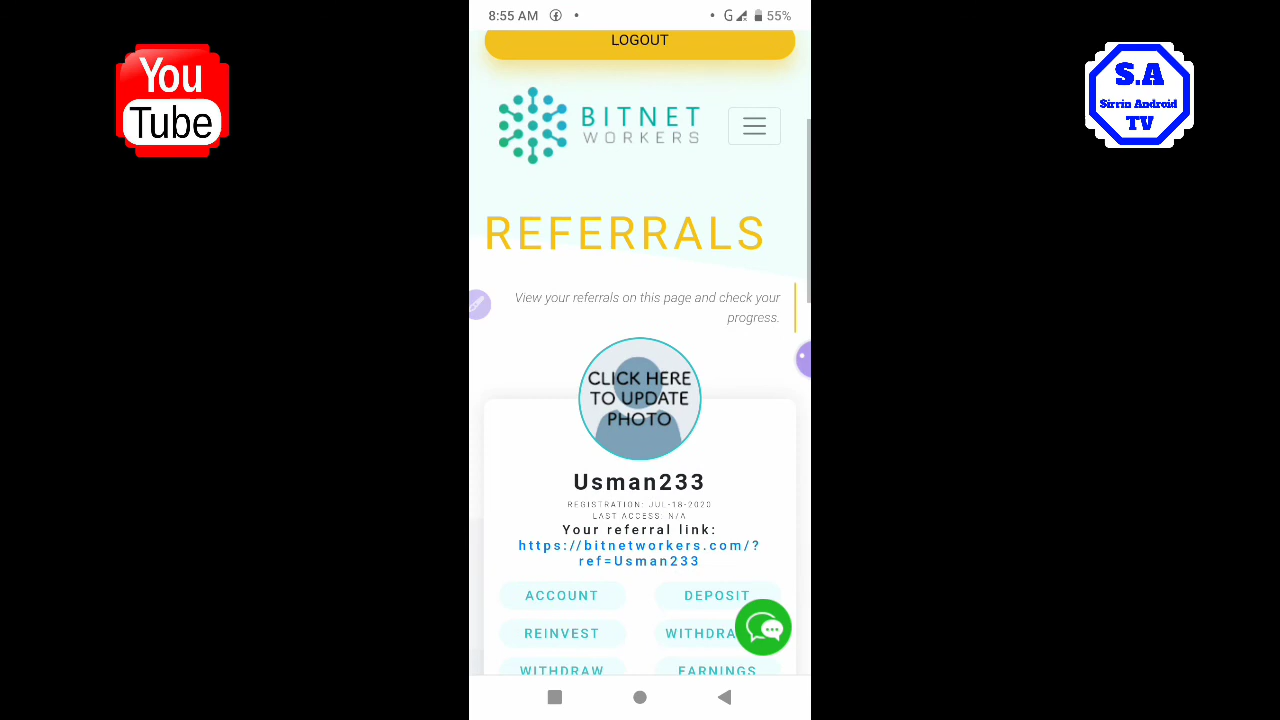 8:55 AM
G
55%
LOGOUT
You
Tube
S.A
Sirrin Android
TV
BITNET
WORKERS
REFERRALS
View your referrals on this page and check your
progress.
CLICK HERE
TO UPDATE
PHOTO
Usman233
REGISTRATION: JUL-18-2020
LAST ACCESS: N/A
Your referral link:
https://bitnetworkers.com/?
ref=Usman233
ACCOUNT
DEPOSIT
REINVEST
WITHDRA
WITHDRAW
EARNINGS